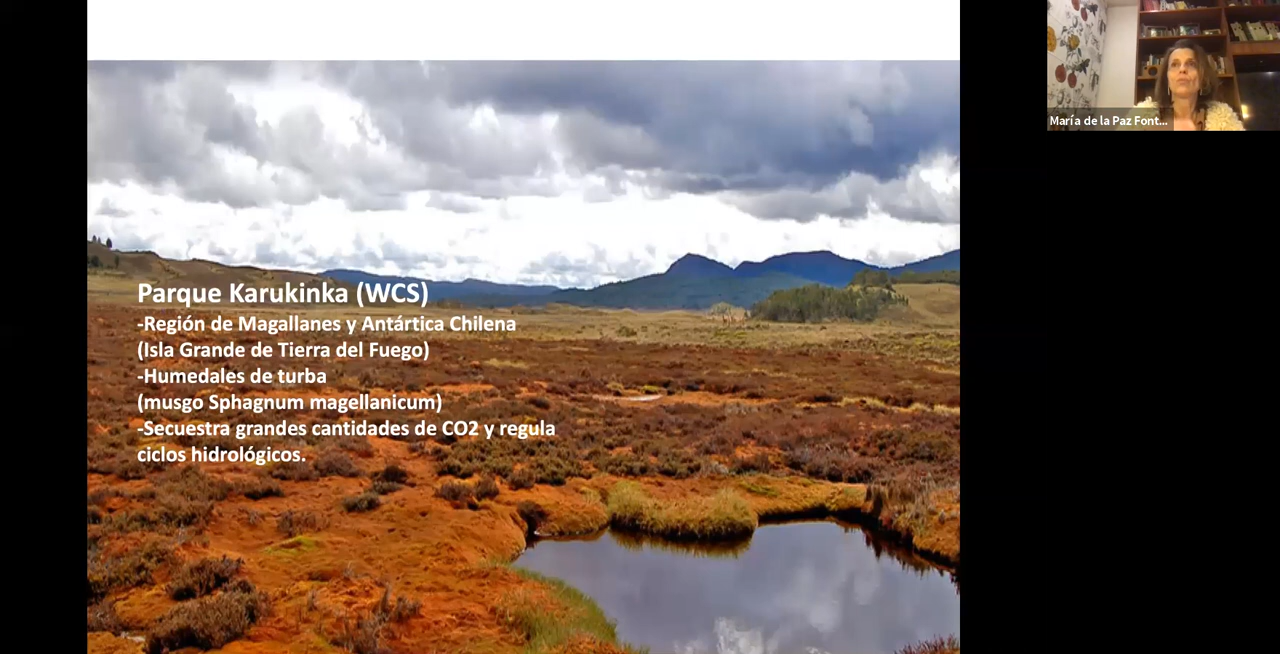 Parque Karukinka (WCS)
-Región de Magallanes y Antártica Chilena
(Isla Grande de Tierra del Fuego)
-Humedales de turba
(musgo Sphagnum magellanicum)
-Secuestra grandes cantidades de CO2 y regula
ciclos hidrológicos.
María de la Paz Font...